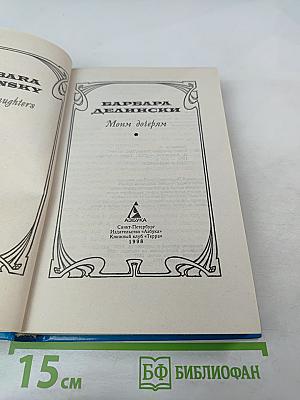 BARA
NSKY
ughters
БАРБАРА
ДЕЛИНСКИ
Моим дочерям
АЗБУКА
Санкт-Петербург
Издательство «Азбука»
Книжный клуб «Терра»
1998
15 см
БФ БИБЛИОФАН